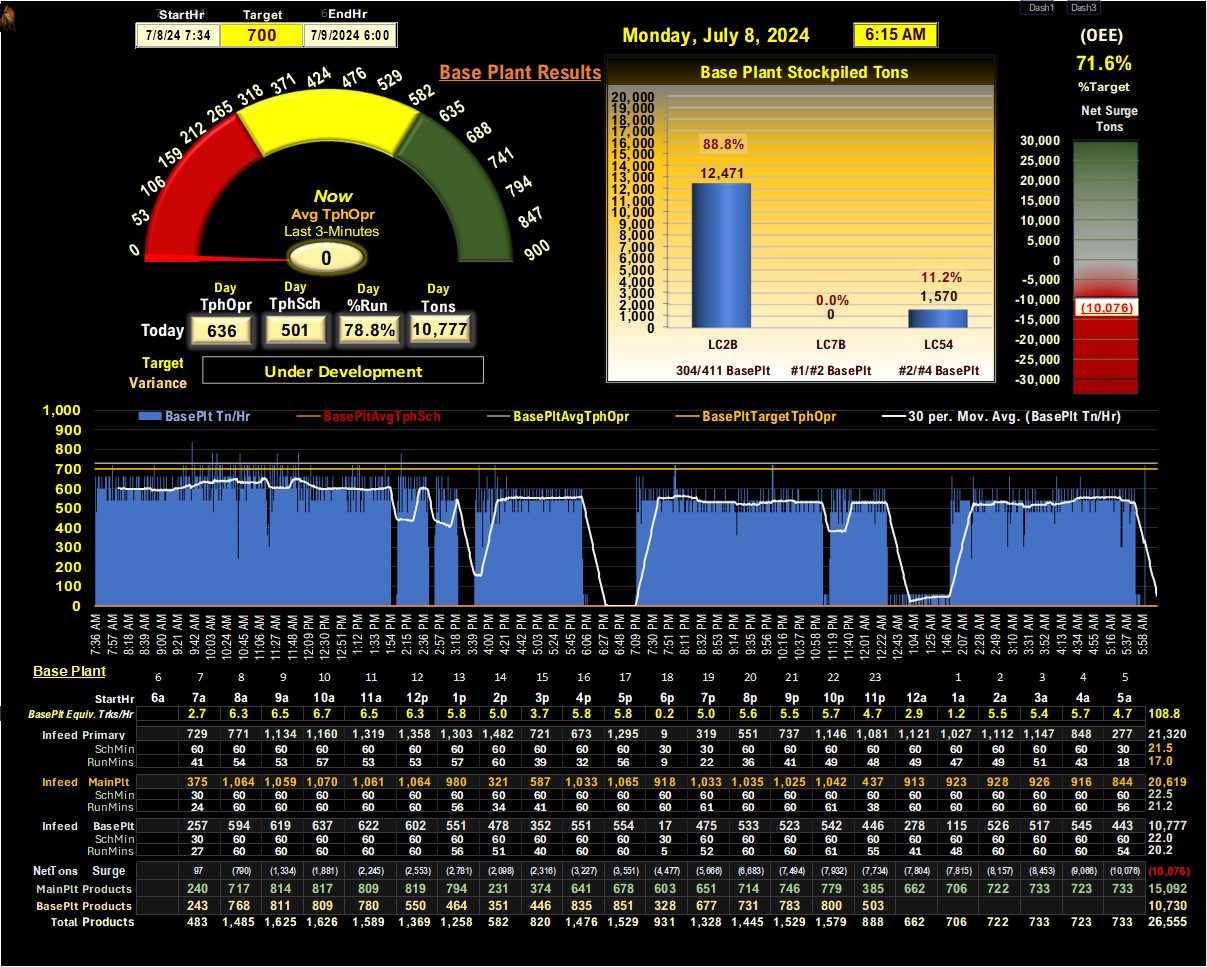 Dash1 Dash3
StartHr Target EndHr
7/8/24 7:34 700 7/9/2024 6:00
Monday, July 8, 2024 6:15 AM
(OEE)
71.6%
%Target
Net Surge
Tons
30,000
25,000
20,000
15,000
10,000
5,000
0
-5,000
-10,000
(10,076)
-15,000
-20,000
-25,000
-30,000
Base Plant Results
0 53 106 159 212 265 318 371 424 476 529 582 635 688 741 794 847 900
Now
Avg TphOpr
Last 3-Minutes
0
Day Day Day Day
TphOpr TphSch %Run Tons
Today 636 501 78.8% 10,777
Target
Variance
Under Development
Base Plant Stockpiled Tons
20,000
19,000
18,000
17,000
16,000
15,000
14,000
13,000
12,000
11,000
10,000
9,000
8,000
7,000
6,000
5,000
4,000
3,000
2,000
1,000
0
88.8%
12,471
0.0%
0
11.2%
1,570
LC2B LC7B LC54
304/411 BasePlt #1/#2 BasePlt #2/#4 BasePlt
BasePlt Tn/Hr BasePltAvgTphSch BasePltAvgTphOpr BasePltTargetTphOpr 30 per. Mov. Avg. (BasePlt Tn/Hr)
1,000
900
800
700
600
500
400
300
200
100
0
7:36 AM 7:57 AM 8:18 AM 8:39 AM 9:00 AM 9:21 AM 9:42 AM 10:03 AM 10:24 AM 10:45 AM 11:06 AM 11:27 AM 11:48 AM 12:09 PM 12:30 PM 12:51 PM 1:12 PM 1:33 PM 1:54 PM 2:15 PM 2:36 PM 2:57 PM 3:18 PM 3:39 PM 4:00 PM 4:21 PM 4:42 PM 5:03 PM 5:24 PM 5:45 PM 6:06 PM 6:27 PM 6:48 PM 7:09 PM 7:30 PM 7:51 PM 8:11 PM 8:32 PM 8:53 PM 9:14 PM 9:35 PM 9:56 PM 10:16 PM 10:37 PM 10:58 PM 11:19 PM 11:40 PM 12:01 AM 12:22 AM 12:43 AM 1:04 AM 1:25 AM 1:46 AM 2:07 AM 2:28 AM 2:49 AM 3:10 AM 3:31 AM 3:52 AM 4:13 AM 4:34 AM 4:55 AM 5:16 AM 5:37 AM 5:58 AM
Base Plant
6 7 8 9 10 11 12 13 14 15 16 17 18 19 20 21 22 23 1 2 3 4 5
StartHr 6a 7a 8a 9a 10a 11a 12p 1p 2p 3p 4p 5p 6p 7p 8p 9p 10p 11p 12a 1a 2a 3a 4a 5a
BasePlt Equiv. Trks/Hr 2.7 6.3 6.5 6.7 6.5 6.3 5.8 5.0 3.7 5.8 5.8 0.2 5.0 5.6 5.5 5.7 4.7 2.9 1.2 5.5 5.4 5.7 4.7 108.8
Infeed Primary 729 771 1,134 1,160 1,319 1,358 1,303 1,482 721 673 1,295 9 319 551 737 1,146 1,081 1,121 1,027 1,112 1,147 848 277 21,320
SchMin 60 60 60 60 60 60 60 60 60 60 60 30 30 60 60 60 60 60 60 60 60 60 30 21.5
RunMins 41 54 53 57 53 53 57 60 39 32 56 9 22 36 41 49 48 49 47 49 51 43 18 17.0
Infeed MainPlt 375 1,064 1,059 1,070 1,061 1,064 980 321 587 1,033 1,065 918 1,033 1,035 1,025 1,042 437 913 923 928 926 916 844 20,619
SchMin 30 60 60 60 60 60 60 60 60 60 60 60 60 60 60 60 60 60 60 60 60 60 60 22.5
RunMins 24 60 60 60 60 60 56 34 41 60 60 60 61 60 60 61 38 60 60 60 60 60 56 21.2
Infeed BasePlt 257 594 619 637 622 602 551 478 352 551 554 17 475 533 523 542 446 278 115 526 517 545 443 10,777
SchMin 30 60 60 60 60 60 60 60 60 60 60 30 60 60 60 60 60 60 60 60 60 60 60 22.0
RunMins 27 60 60 60 60 60 56 51 40 60 60 5 52 60 60 61 55 41 48 60 60 60 54 20.2
NetTons Surge 97 (790) (1,334) (1,881) (2,245) (2,553) (2,781) (2,098) (2,316) (3,227) (3,551) (4,477) (5,666) (6,683) (7,494) (7,932) (7,734) (7,804) (7,815) (8,157) (8,453) (9,066) (10,076) (10,076)
MainPlt Products 240 717 814 817 809 819 794 231 374 641 678 603 651 714 746 779 385 662 706 722 733 723 733 15,092
BasePlt Products 243 768 811 809 780 550 464 351 446 835 851 328 677 731 783 800 503 10,730
Total Products 483 1,485 1,625 1,626 1,589 1,369 1,258 582 820 1,476 1,529 931 1,328 1,445 1,529 1,579 888 662 706 722 733 723 733 26,555